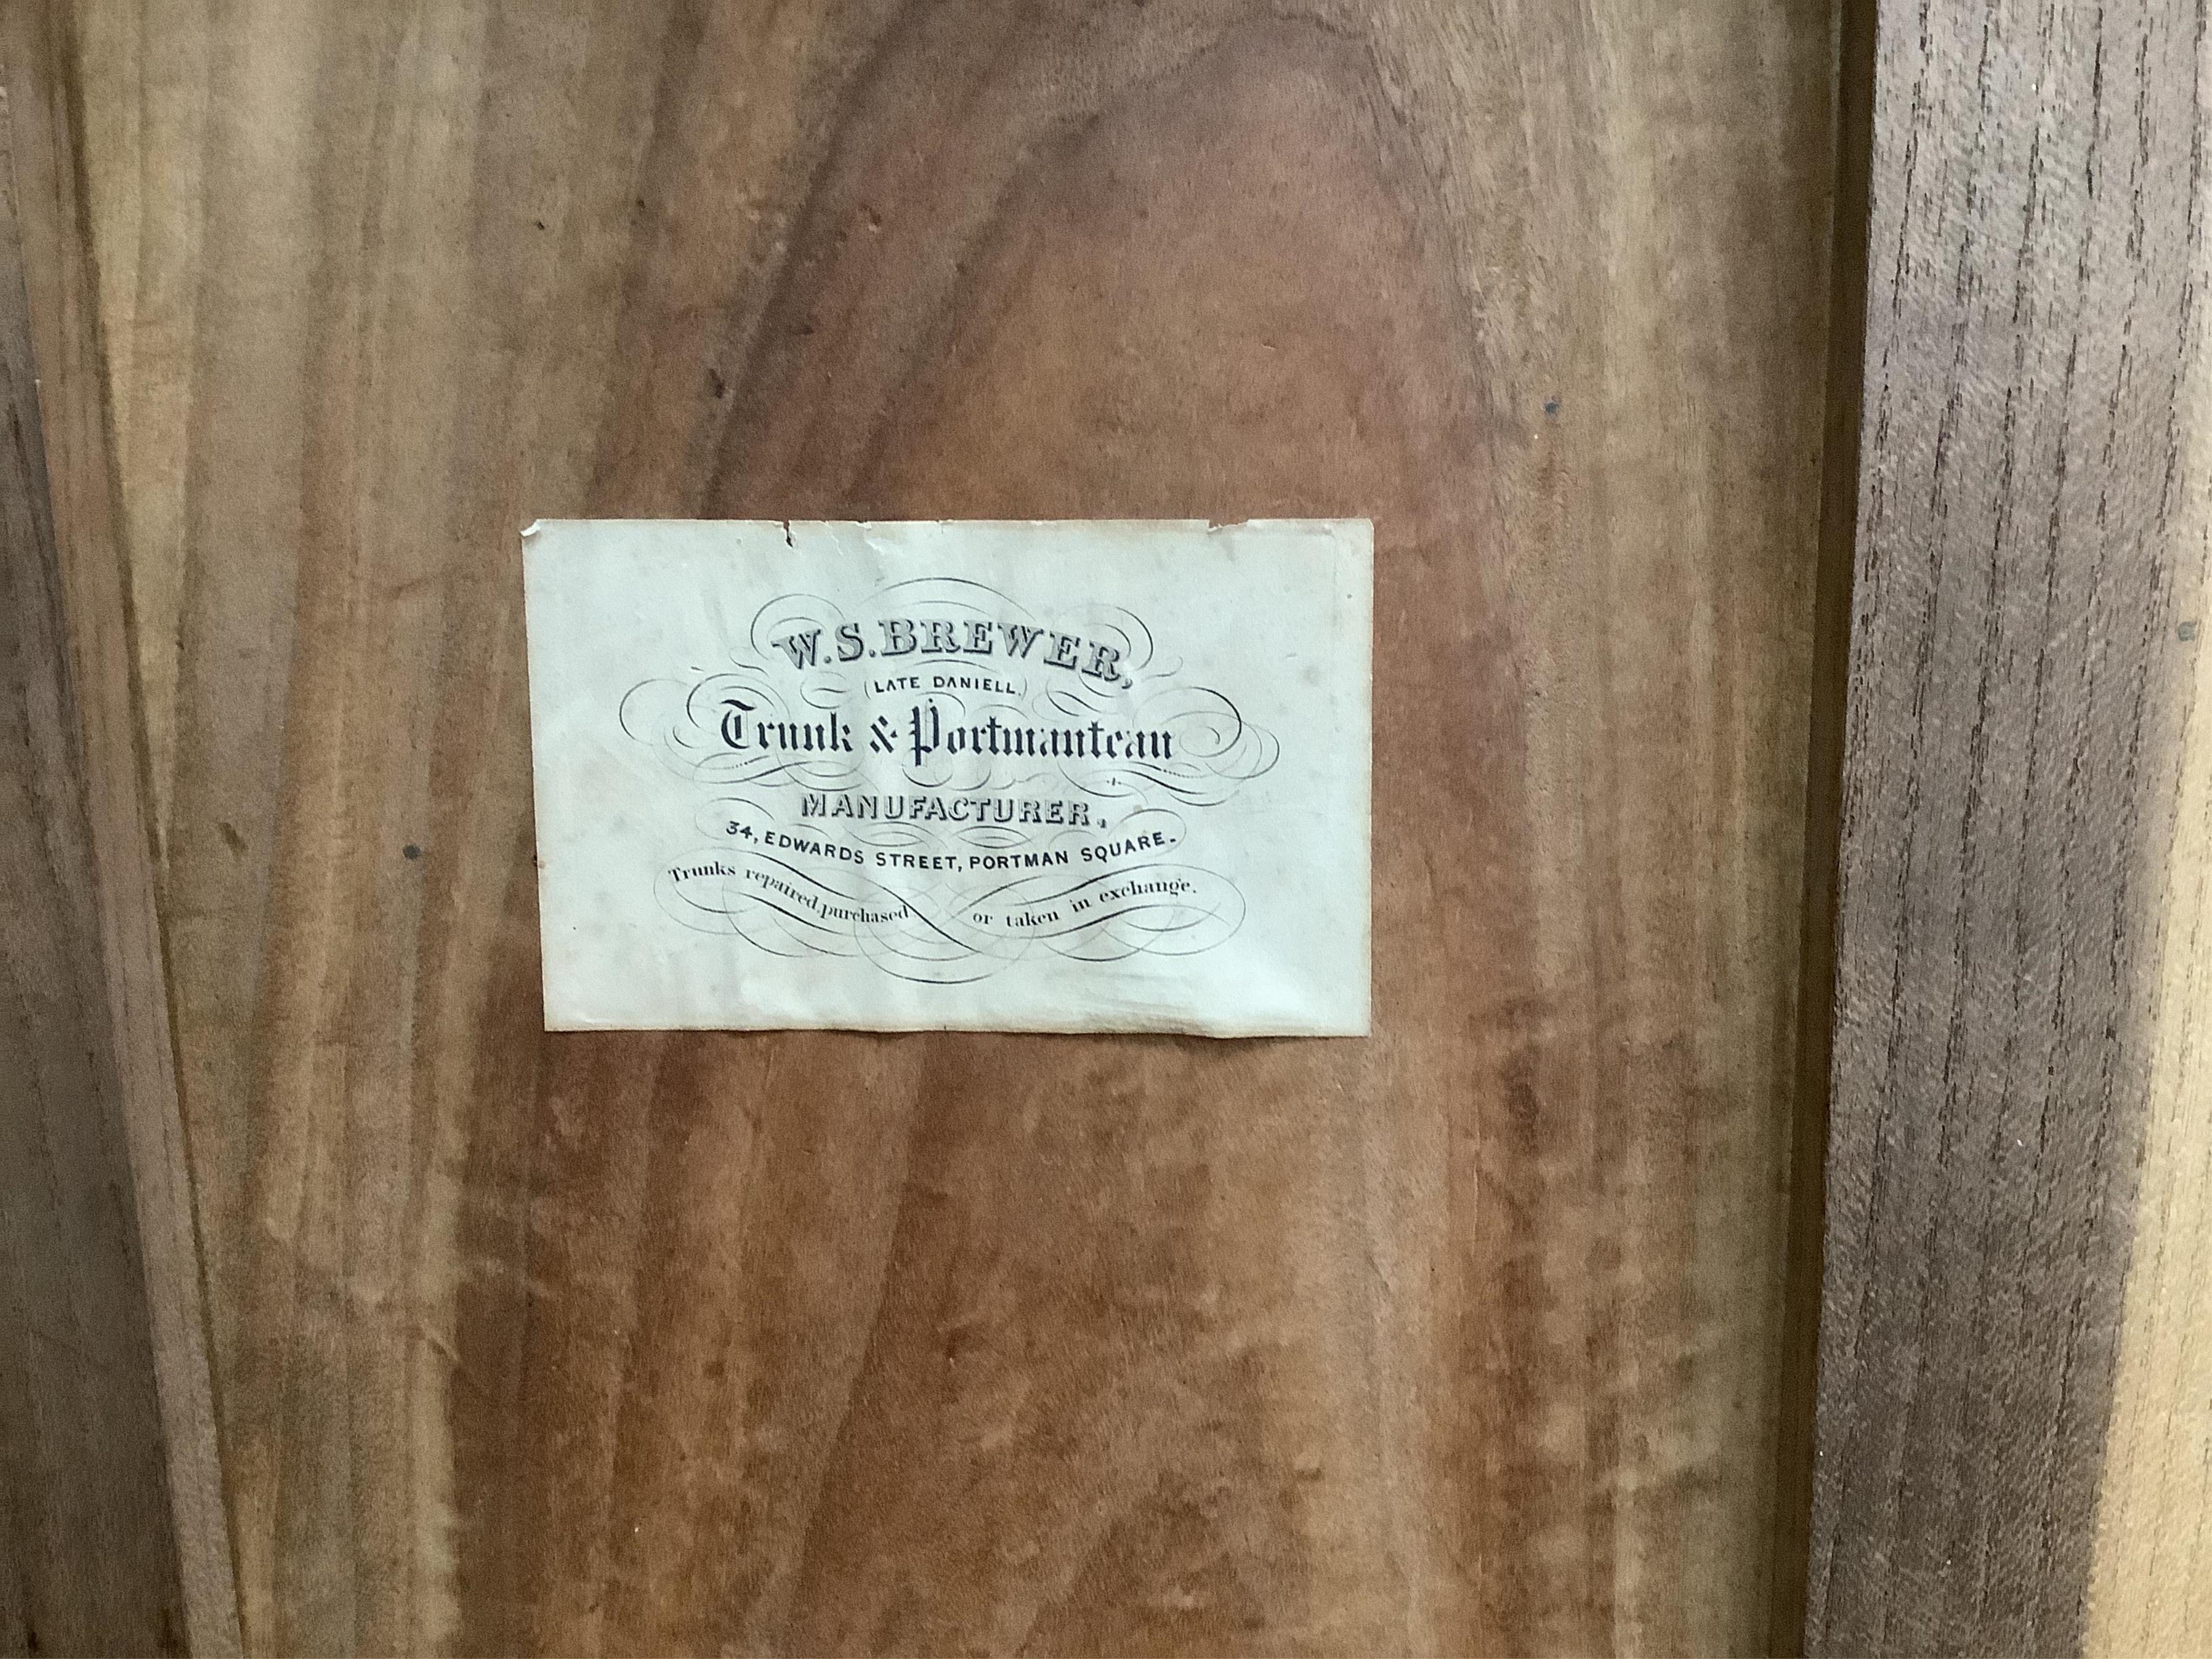 W.S. BREWER,
(LATE DANIELL.)
Trunk & Portmanteau
MANUFACTURER,
34, EDWARDS STREET, PORTMAN SQUARE.
Trunks repaired, purchased or taken in exchange.